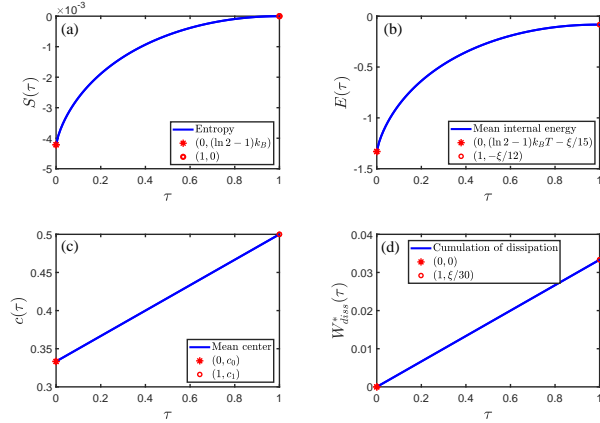 ×10⁻³
(a)
S(τ)
0
-1
-2
-3
-4
-5
Entropy
(0, (ln 2 − 1)k_B)
(1, 0)
0 0.2 0.4 0.6 0.8 1
τ
(b)
E(τ)
0
-0.5
-1
-1.5
Mean internal energy
(0, (ln 2 − 1)k_BT − ξ/15)
(1, −ξ/12)
0 0.2 0.4 0.6 0.8 1
τ
(c)
c(τ)
0.5
0.45
0.4
0.35
0.3
Mean center
(0, c₀)
(1, c₁)
0 0.2 0.4 0.6 0.8 1
τ
(d)
W*_diss(τ)
0.04
0.03
0.02
0.01
0
Cumulation of dissipation
(0, 0)
(1, ξ/30)
0 0.2 0.4 0.6 0.8 1
τ